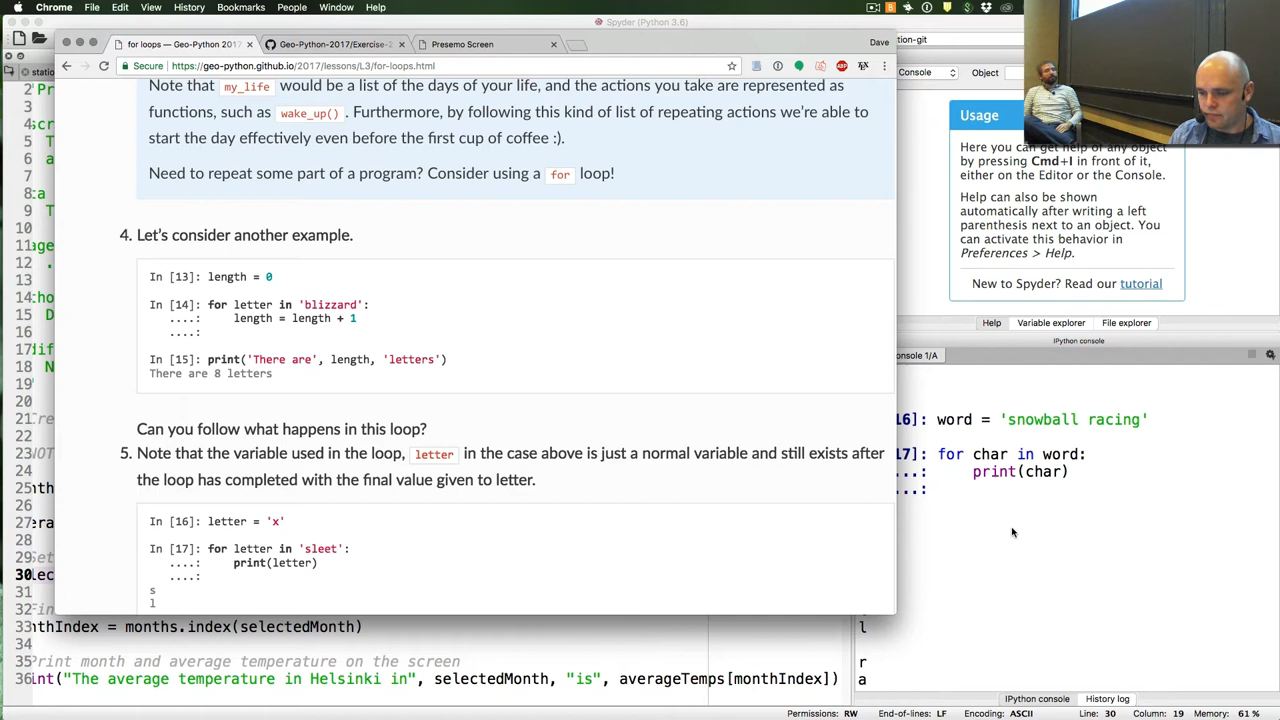 Chrome File Edit View History Bookmarks People Window Help
Spyder (Python 3.6)
for loops — Geo-Python 2017
Geo-Python-2017/Exercise-2
Presemo Screen
Dave
tion-git
Secure https://geo-python.github.io/2017/lessons/L3/for-loops.html
Console
Object
Note that my_life would be a list of the days of your life, and the actions you take are represented as
functions, such as wake_up() . Furthermore, by following this kind of list of repeating actions we're able to
start the day effectively even before the first cup of coffee :).
Need to repeat some part of a program? Consider using a for loop!
4. Let's consider another example.
In [13]: length = 0
In [14]: for letter in 'blizzard':
....: length = length + 1
....:
In [15]: print('There are', length, 'letters')
There are 8 letters
Can you follow what happens in this loop?
5. Note that the variable used in the loop, letter in the case above is just a normal variable and still exists after
the loop has completed with the final value given to letter.
In [16]: letter = 'x'
In [17]: for letter in 'sleet':
....: print(letter)
....:
s
l
Usage
Here you can get help of any object
by pressing Cmd+I in front of it,
either on the Editor or the Console.
Help can also be shown
automatically after writing a left
parenthesis next to an object. You
can activate this behavior in
Preferences > Help.
New to Spyder? Read our tutorial
Help Variable explorer File explorer
IPython console
onsole 1/A
16]: word = 'snowball racing'
17]: for char in word:
...: print(char)
...:
l
r
a
31
32
33 nthIndex = months.index(selectedMonth)
34
35 Print month and average temperature on the screen
36 int("The average temperature in Helsinki in", selectedMonth, "is", averageTemps[monthIndex])
IPython console History log
Permissions: RW End-of-lines: LF Encoding: ASCII Line: 30 Column: 19 Memory: 61 %